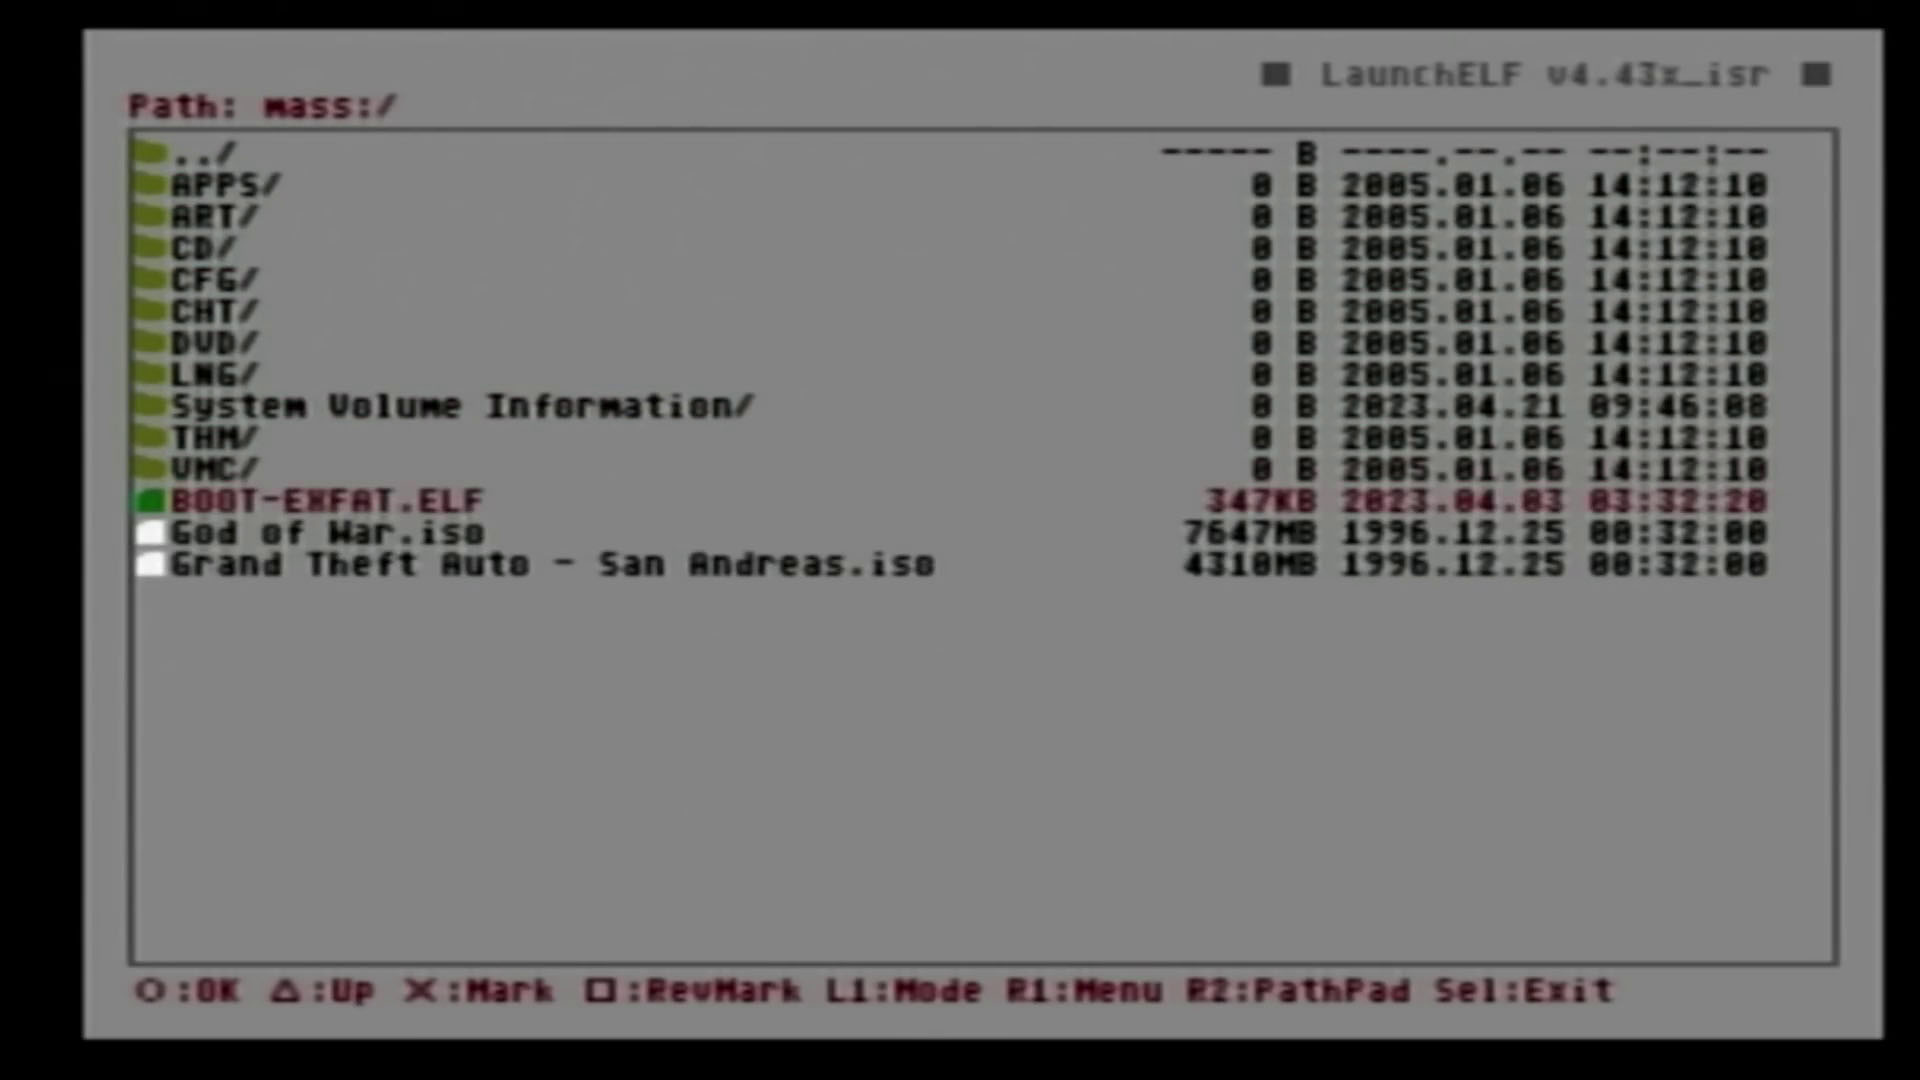 LaunchELF v4.43x_isr
Path: mass:/
../ ----- B ----.--.-- --:--:--
APPS/ 0 B 2005.01.06 14:12:10
ART/ 0 B 2005.01.06 14:12:10
CD/ 0 B 2005.01.06 14:12:10
CFG/ 0 B 2005.01.06 14:12:10
CHT/ 0 B 2005.01.06 14:12:10
DVD/ 0 B 2005.01.06 14:12:10
LNG/ 0 B 2005.01.06 14:12:10
System Volume Information/ 0 B 2023.04.21 09:46:08
THM/ 0 B 2005.01.06 14:12:10
VMC/ 0 B 2005.01.06 14:12:10
BOOT-EXFAT.ELF 347KB 2023.04.03 03:32:20
God of War.iso 7647MB 1996.12.25 00:32:00
Grand Theft Auto - San Andreas.iso 4310MB 1996.12.25 00:32:00
○:OK △:Up ×:Mark □:RevMark L1:Mode R1:Menu R2:PathPad Sel:Exit